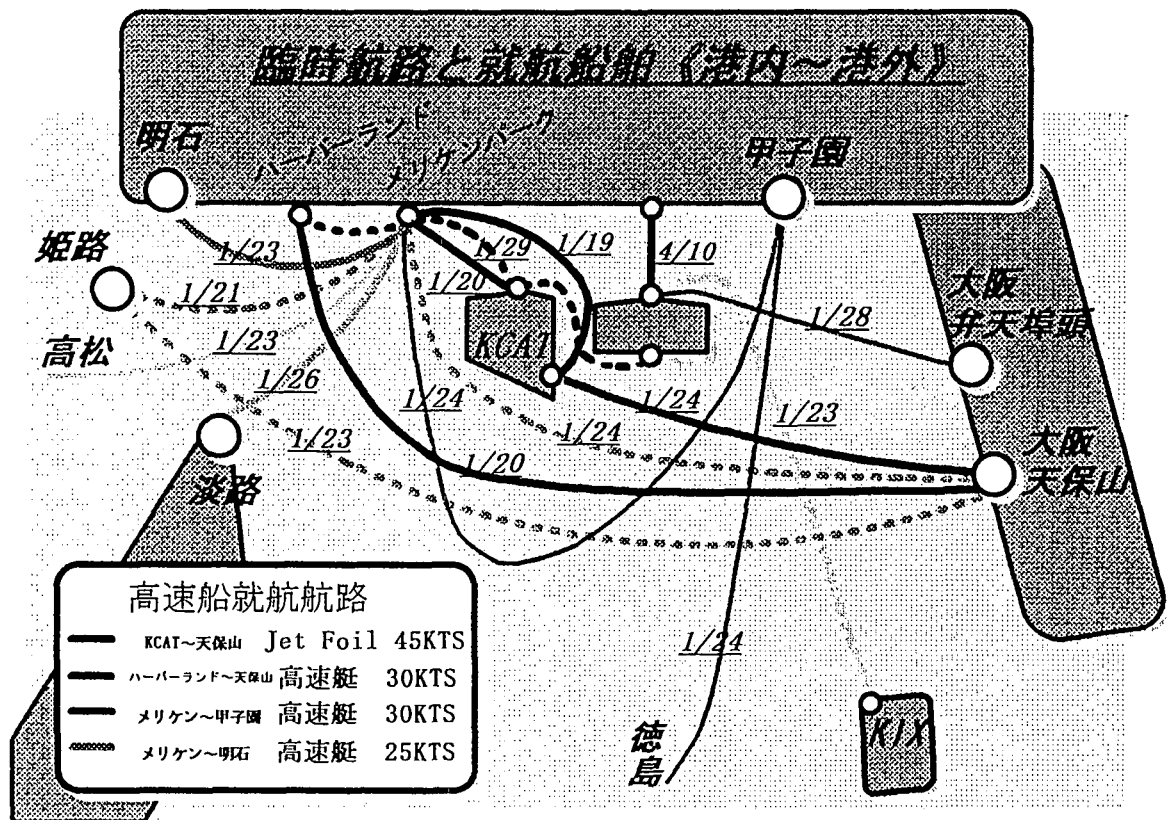 臨時航路と就航船舶《港内～港外》
明石
ハーバーランド
メリケンパーク
甲子園
姫路
高松
淡路
KCAT
大阪
弁天埠頭
大阪
天保山
徳島
KIX
1/23
1/21
1/23
1/26
1/23
1/20
1/24
1/20
1/29
1/19
4/10
1/28
1/24
1/24
1/23
1/24
高速船就航航路
KCAT～天保山 Jet Foil 45KTS
ハーバーランド～天保山 高速艇 30KTS
メリケン～甲子園 高速艇 30KTS
メリケン～明石 高速艇 25KTS